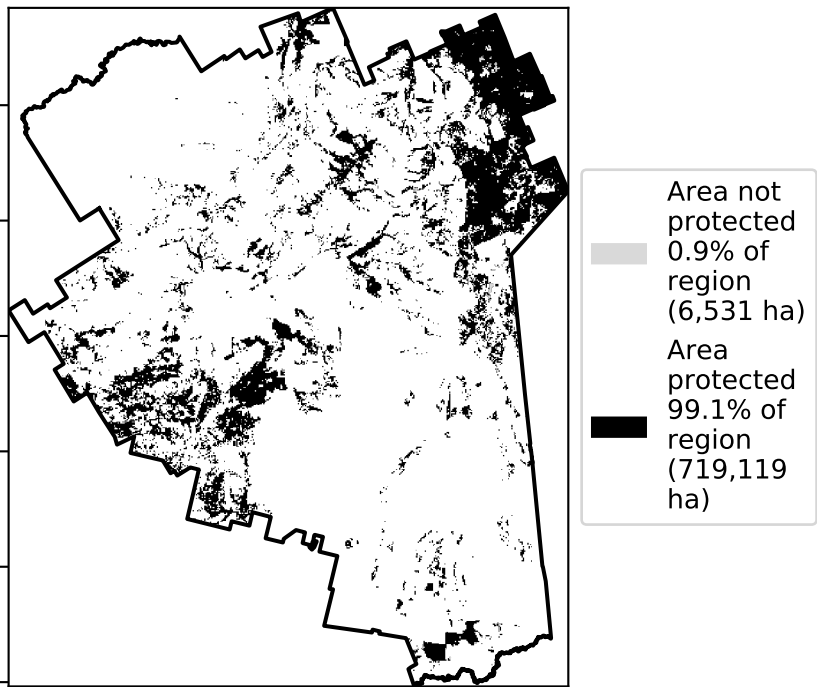 Area not
protected
0.9% of
region
(6,531 ha)
Area
protected
99.1% of
region
(719,119
ha)